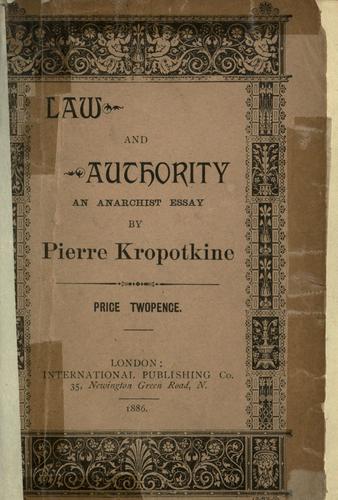 LAW
AND
AUTHORITY
AN ANARCHIST ESSAY
BY
Pierre Kropotkine
PRICE TWOPENCE.
LONDON:
INTERNATIONAL PUBLISHING Co.
35, Newington Green Road, N.
1886.